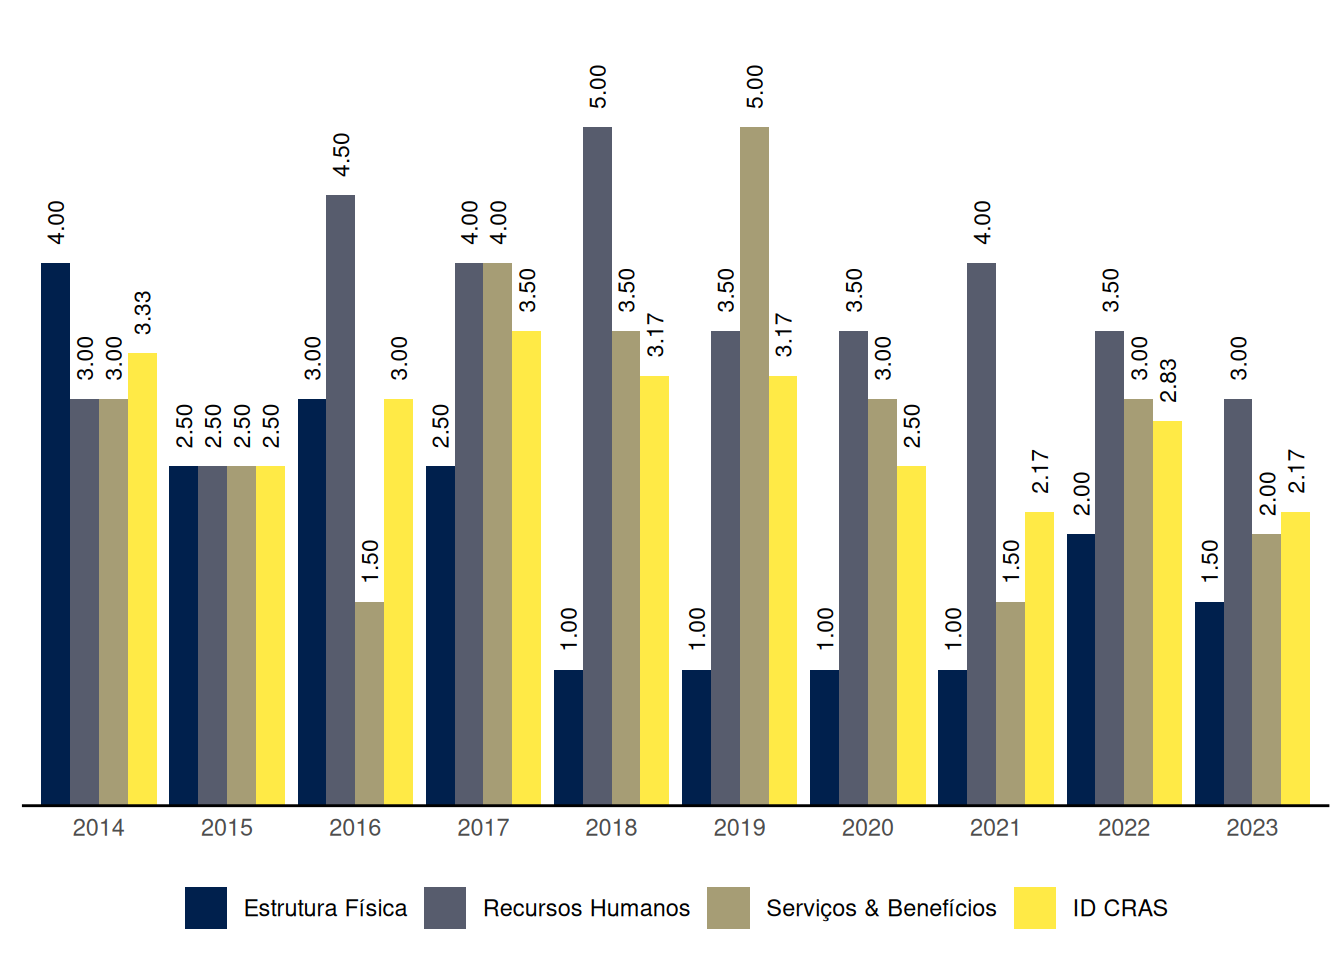 4.00 3.00 3.00 3.33
2.50 2.50 2.50 2.50
3.00 4.50 1.50 3.00
2.50 4.00 4.00 3.50
1.00 5.00 3.50 3.17
1.00 3.50 5.00 3.17
1.00 3.50 3.00 2.50
1.00 4.00 1.50 2.17
2.00 3.50 3.00 2.83
1.50 3.00 2.00 2.17
2014 2015 2016 2017 2018 2019 2020 2021 2022 2023
Estrutura Física Recursos Humanos Serviços & Benefícios ID CRAS